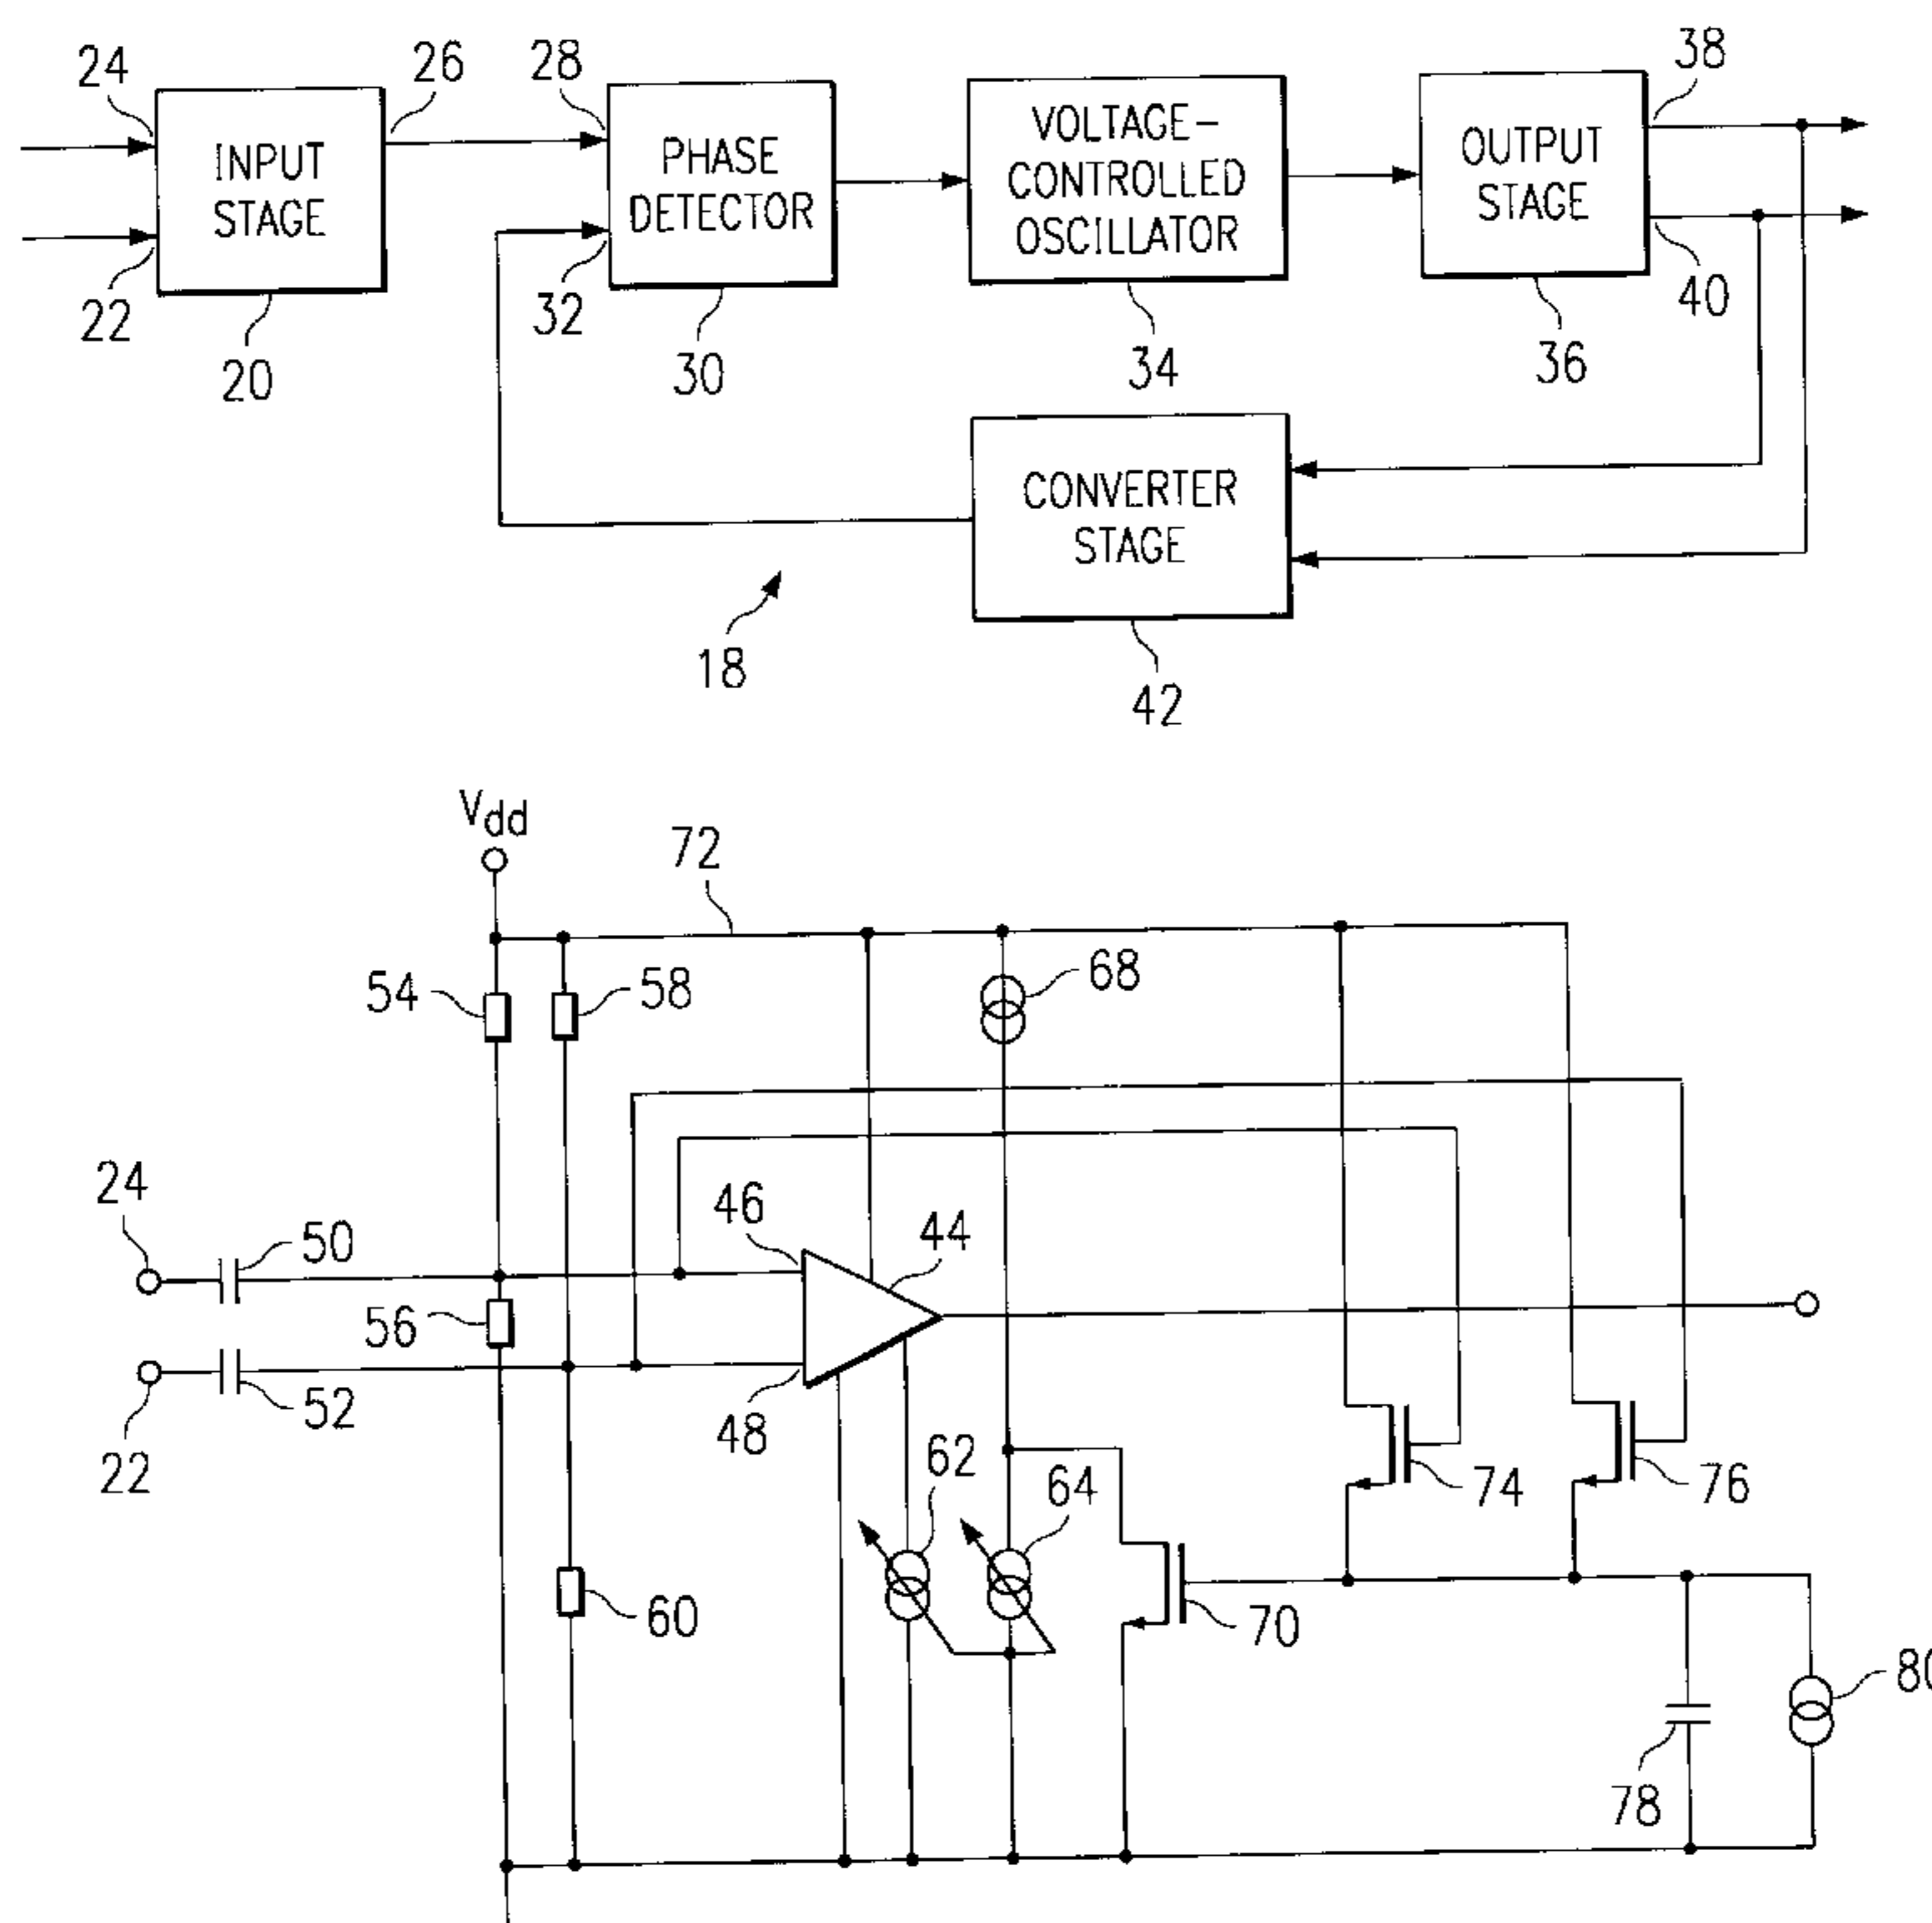 24
26
28
38
INPUT
STAGE
PHASE
DETECTOR
VOLTAGE-
CONTROLLED
OSCILLATOR
OUTPUT
STAGE
22
20
32
30
34
36
40
CONVERTER
STAGE
18
42
Vdd
72
54
58
68
24
50
46
44
56
22
52
48
62
64
74
76
60
70
80
78